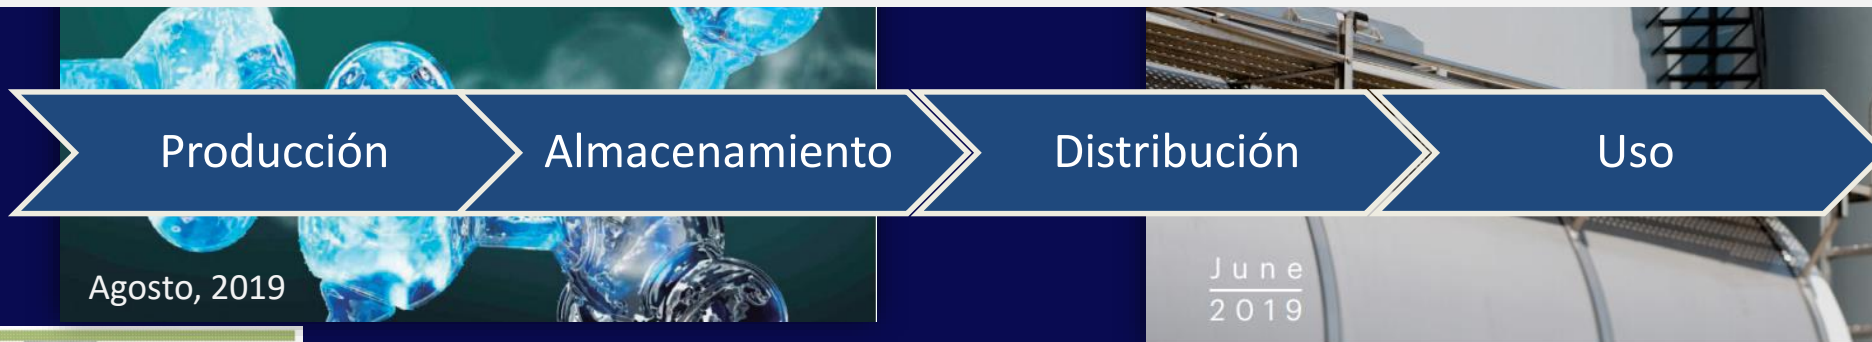 Producción
Almacenamiento
Distribución
Uso
Agosto, 2019
June
2019